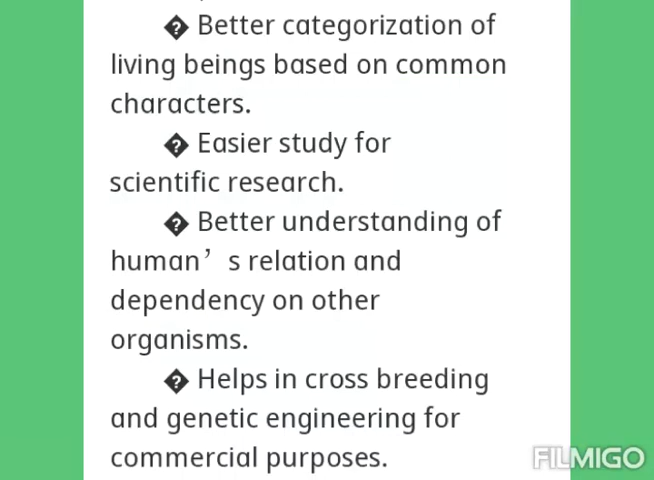 � Better categorization of
living beings based on common
characters.
� Easier study for
scientific research.
� Better understanding of
human’s relation and
dependency on other
organisms.
� Helps in cross breeding
and genetic engineering for
commercial purposes.
FILMIGO